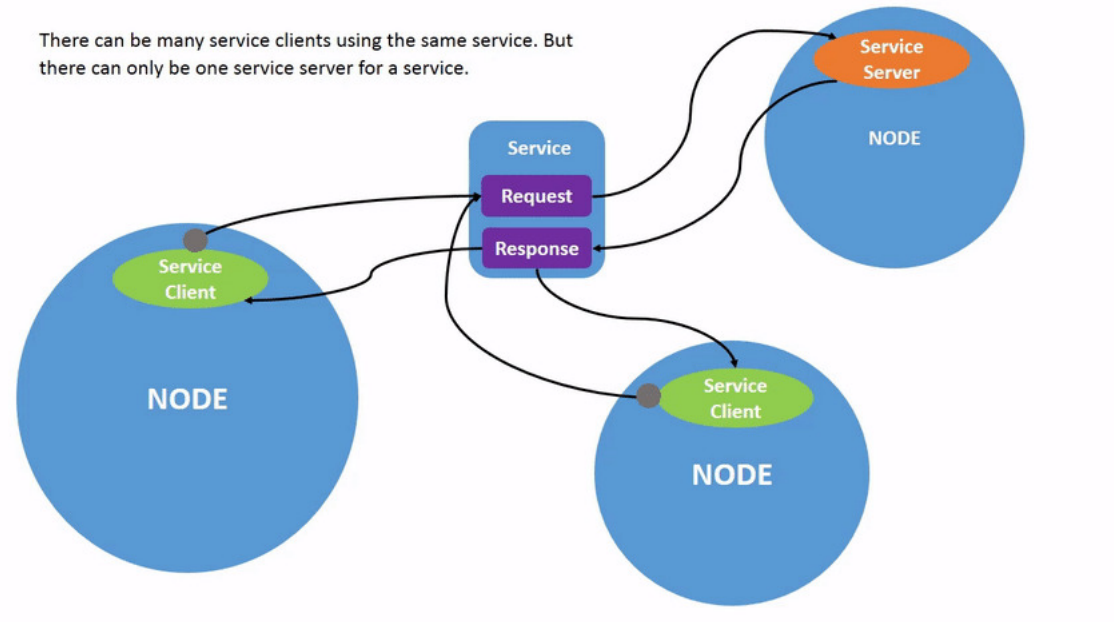 There can be many service clients using the same service. But
there can only be one service server for a service.
Service
Server
NODE
Service
Request
Response
Service
Client
NODE
Service
Client
NODE